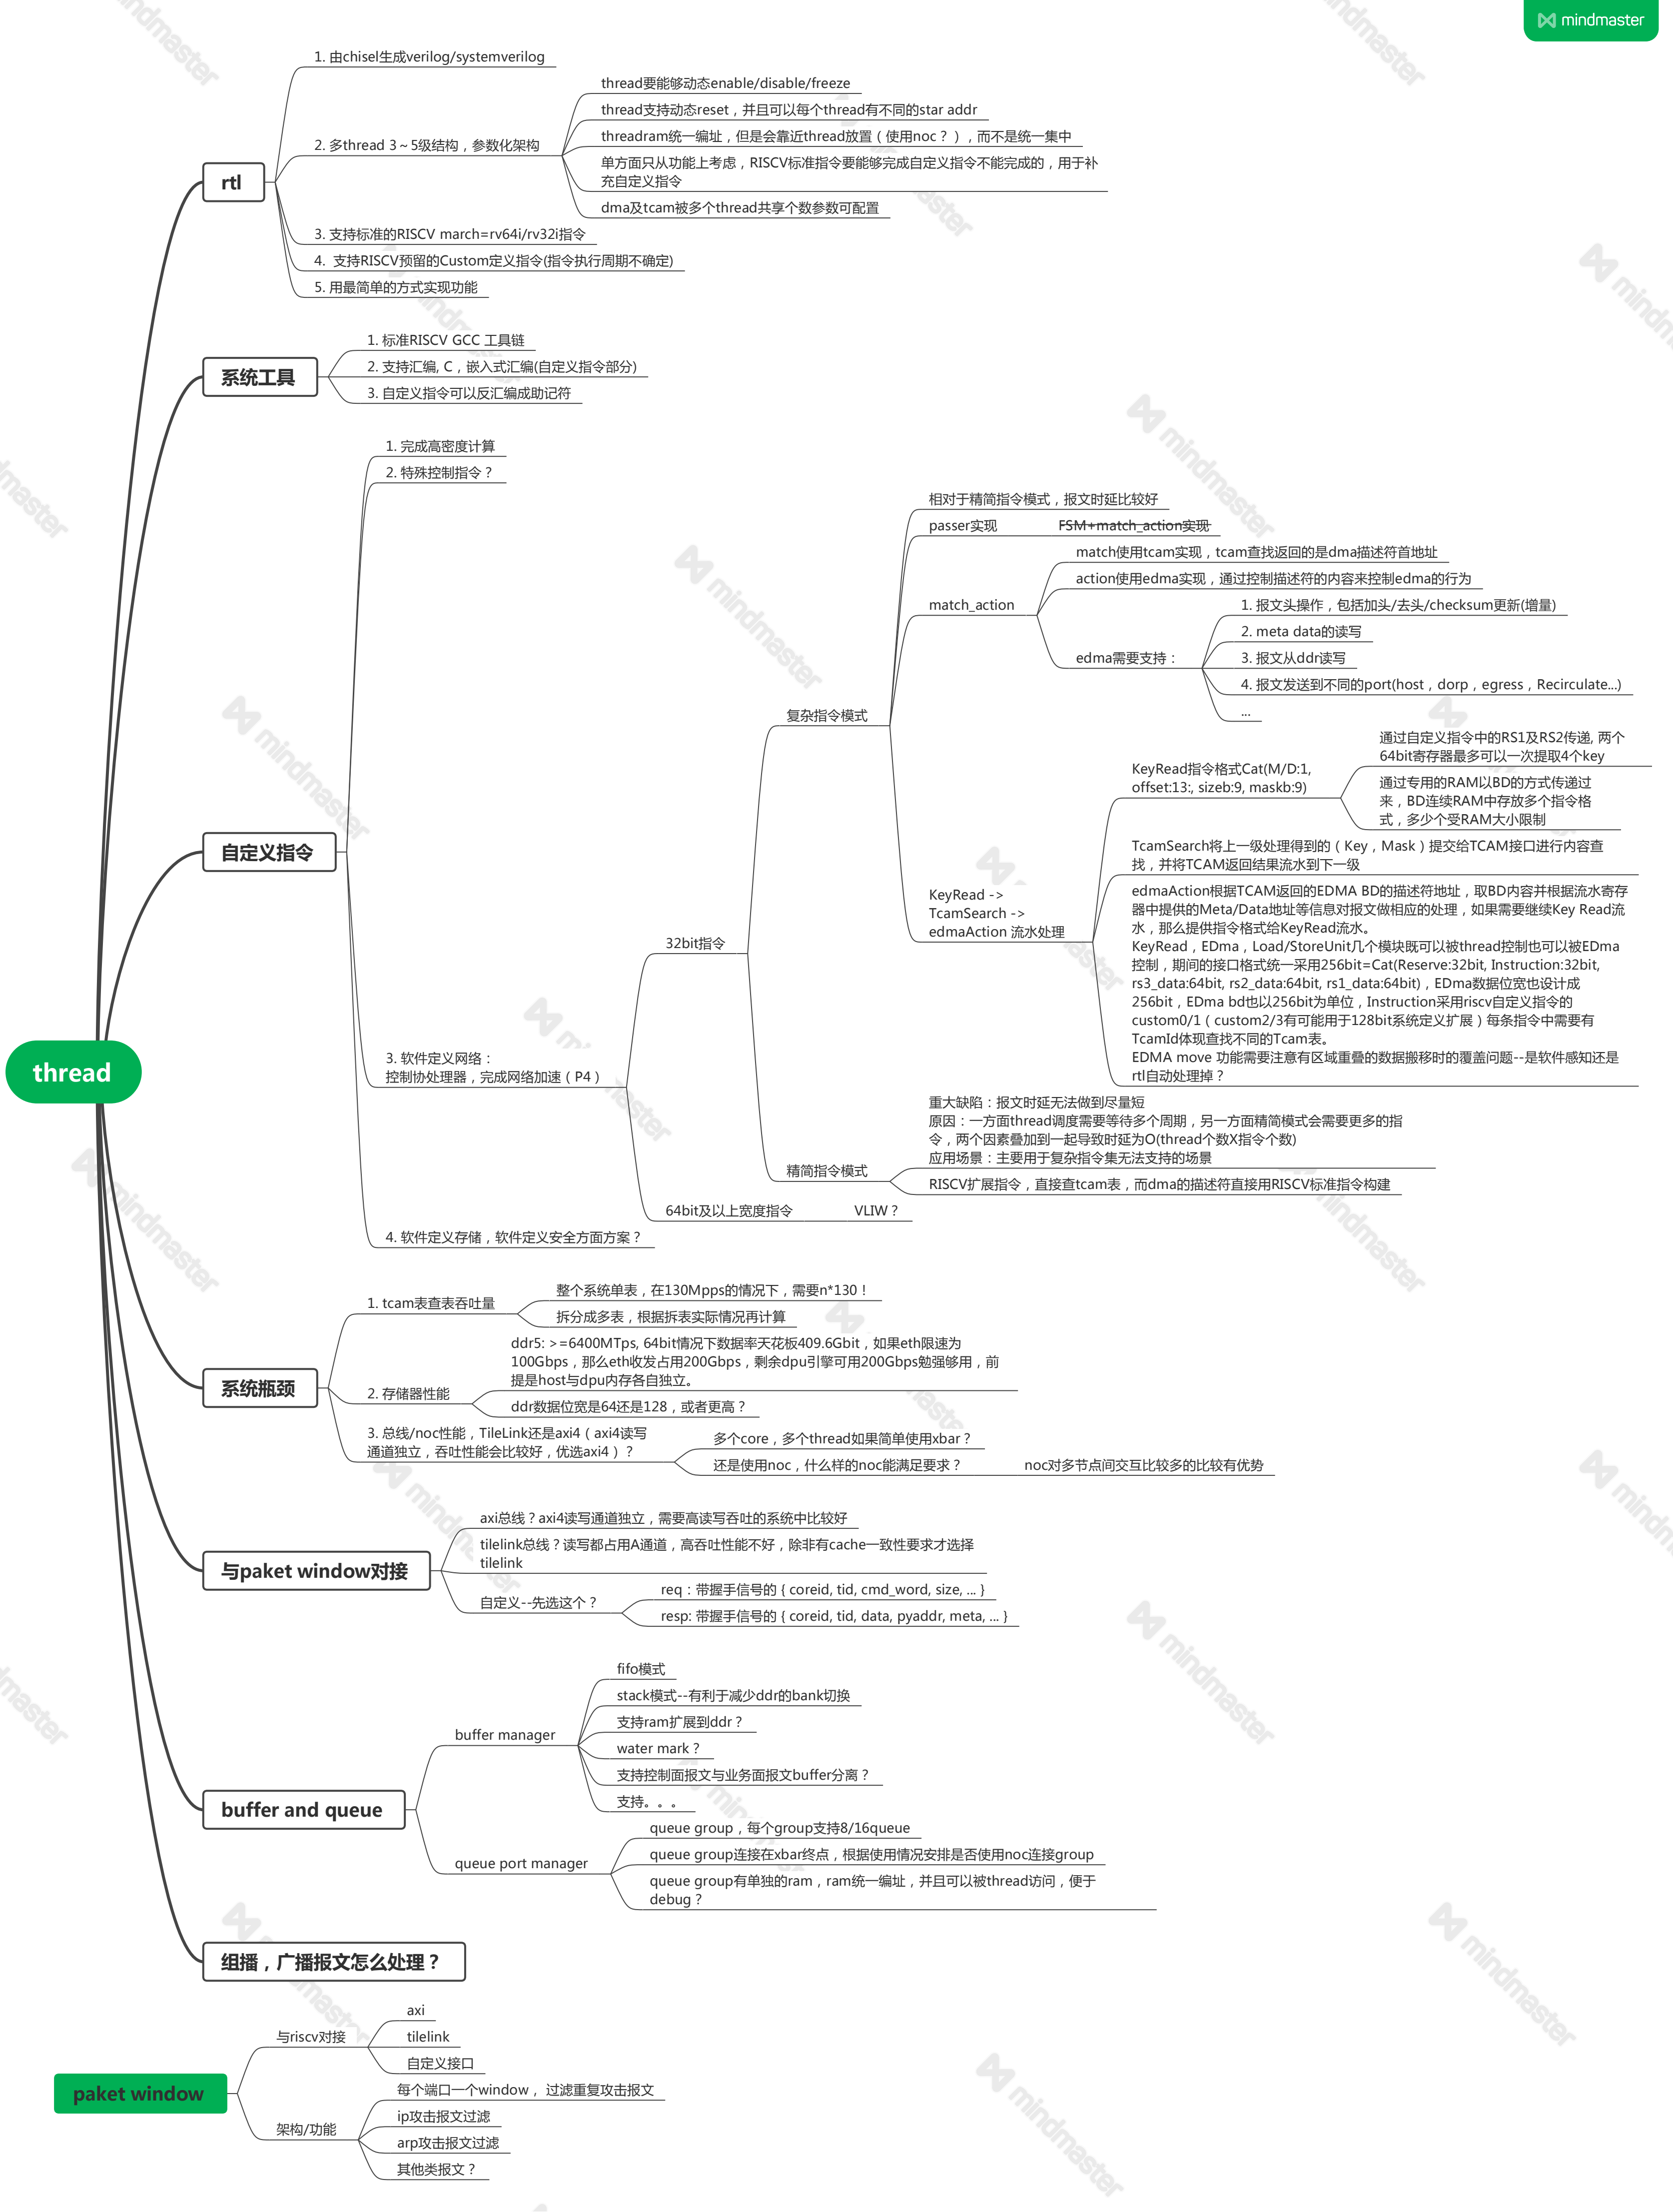 mindmaster
thread
rtl
1. 由chisel生成verilog/systemverilog
2. 多thread 3～5级结构，参数化架构
thread要能够动态enable/disable/freeze
thread支持动态reset，并且可以每个thread有不同的star addr
threadram统一编址，但是会靠近thread放置（使用noc？），而不是统一集中
单方面只从功能上考虑，RISCV标准指令要能够完成自定义指令不能完成的，用于补
充自定义指令
dma及tcam被多个thread共享个数参数可配置
3. 支持标准的RISCV march=rv64i/rv32i指令
4. 支持RISCV预留的Custom定义指令(指令执行周期不确定)
5. 用最简单的方式实现功能
系统工具
1. 标准RISCV GCC 工具链
2. 支持汇编, C，嵌入式汇编(自定义指令部分)
3. 自定义指令可以反汇编成助记符
自定义指令
1. 完成高密度计算
2. 特殊控制指令？
3. 软件定义网络：
控制协处理器，完成网络加速（P4）
32bit指令
复杂指令模式
相对于精简指令模式，报文时延比较好
passer实现
FSM+match_action实现
match_action
match使用tcam实现，tcam查找返回的是dma描述符首地址
action使用edma实现，通过控制描述符的内容来控制edma的行为
edma需要支持：
1. 报文头操作，包括加头/去头/checksum更新(增量)
2. meta data的读写
3. 报文从ddr读写
4. 报文发送到不同的port(host，dorp，egress，Recirculate...)
...
KeyRead ->
TcamSearch ->
edmaAction 流水处理
KeyRead指令格式Cat(M/D:1,
offset:13:, sizeb:9, maskb:9)
通过自定义指令中的RS1及RS2传递, 两个
64bit寄存器最多可以一次提取4个key
通过专用的RAM以BD的方式传递过
来，BD连续RAM中存放多个指令格
式，多少个受RAM大小限制
TcamSearch将上一级处理得到的（Key，Mask）提交给TCAM接口进行内容查
找，并将TCAM返回结果流水到下一级
edmaAction根据TCAM返回的EDMA BD的描述符地址，取BD内容并根据流水寄存
器中提供的Meta/Data地址等信息对报文做相应的处理，如果需要继续Key Read流
水，那么提供指令格式给KeyRead流水。
KeyRead，EDma，Load/StoreUnit几个模块既可以被thread控制也可以被EDma
控制，期间的接口格式统一采用256bit=Cat(Reserve:32bit, Instruction:32bit,
rs3_data:64bit, rs2_data:64bit, rs1_data:64bit)，EDma数据位宽也设计成
256bit，EDma bd也以256bit为单位，Instruction采用riscv自定义指令的
custom0/1（custom2/3有可能用于128bit系统定义扩展）每条指令中需要有
TcamId体现查找不同的Tcam表。
EDMA move 功能需要注意有区域重叠的数据搬移时的覆盖问题--是软件感知还是
rtl自动处理掉？
精简指令模式
重大缺陷：报文时延无法做到尽量短
原因：一方面thread调度需要等待多个周期，另一方面精简模式会需要更多的指
令，两个因素叠加到一起导致时延为O(thread个数X指令个数)
应用场景：主要用于复杂指令集无法支持的场景
RISCV扩展指令，直接查tcam表，而dma的描述符直接用RISCV标准指令构建
64bit及以上宽度指令
VLIW？
4. 软件定义存储，软件定义安全方面方案？
系统瓶颈
1. tcam表查表吞吐量
整个系统单表，在130Mpps的情况下，需要n*130！
拆分成多表，根据拆表实际情况再计算
2. 存储器性能
ddr5: >=6400MTps, 64bit情况下数据率天花板409.6Gbit，如果eth限速为
100Gbps，那么eth收发占用200Gbps，剩余dpu引擎可用200Gbps勉强够用，前
提是host与dpu内存各自独立。
ddr数据位宽是64还是128，或者更高？
3. 总线/noc性能，TileLink还是axi4（axi4读写
通道独立，吞吐性能会比较好，优选axi4）？
多个core，多个thread如果简单使用xbar？
还是使用noc，什么样的noc能满足要求？
noc对多节点间交互比较多的比较有优势
与paket window对接
axi总线？axi4读写通道独立，需要高读写吞吐的系统中比较好
tilelink总线？读写都占用A通道，高吞吐性能不好，除非有cache一致性要求才选择
tilelink
自定义--先选这个？
req：带握手信号的 { coreid, tid, cmd_word, size, ... }
resp: 带握手信号的 { coreid, tid, data, pyaddr, meta, ... }
buffer and queue
buffer manager
fifo模式
stack模式--有利于减少ddr的bank切换
支持ram扩展到ddr？
water mark？
支持控制面报文与业务面报文buffer分离？
支持。。。
queue port manager
queue group，每个group支持8/16queue
queue group连接在xbar终点，根据使用情况安排是否使用noc连接group
queue group有单独的ram，ram统一编址，并且可以被thread访问，便于
debug？
组播，广播报文怎么处理？
paket window
与riscv对接
axi
tilelink
自定义接口
架构/功能
每个端口一个window， 过滤重复攻击报文
ip攻击报文过滤
arp攻击报文过滤
其他类报文？